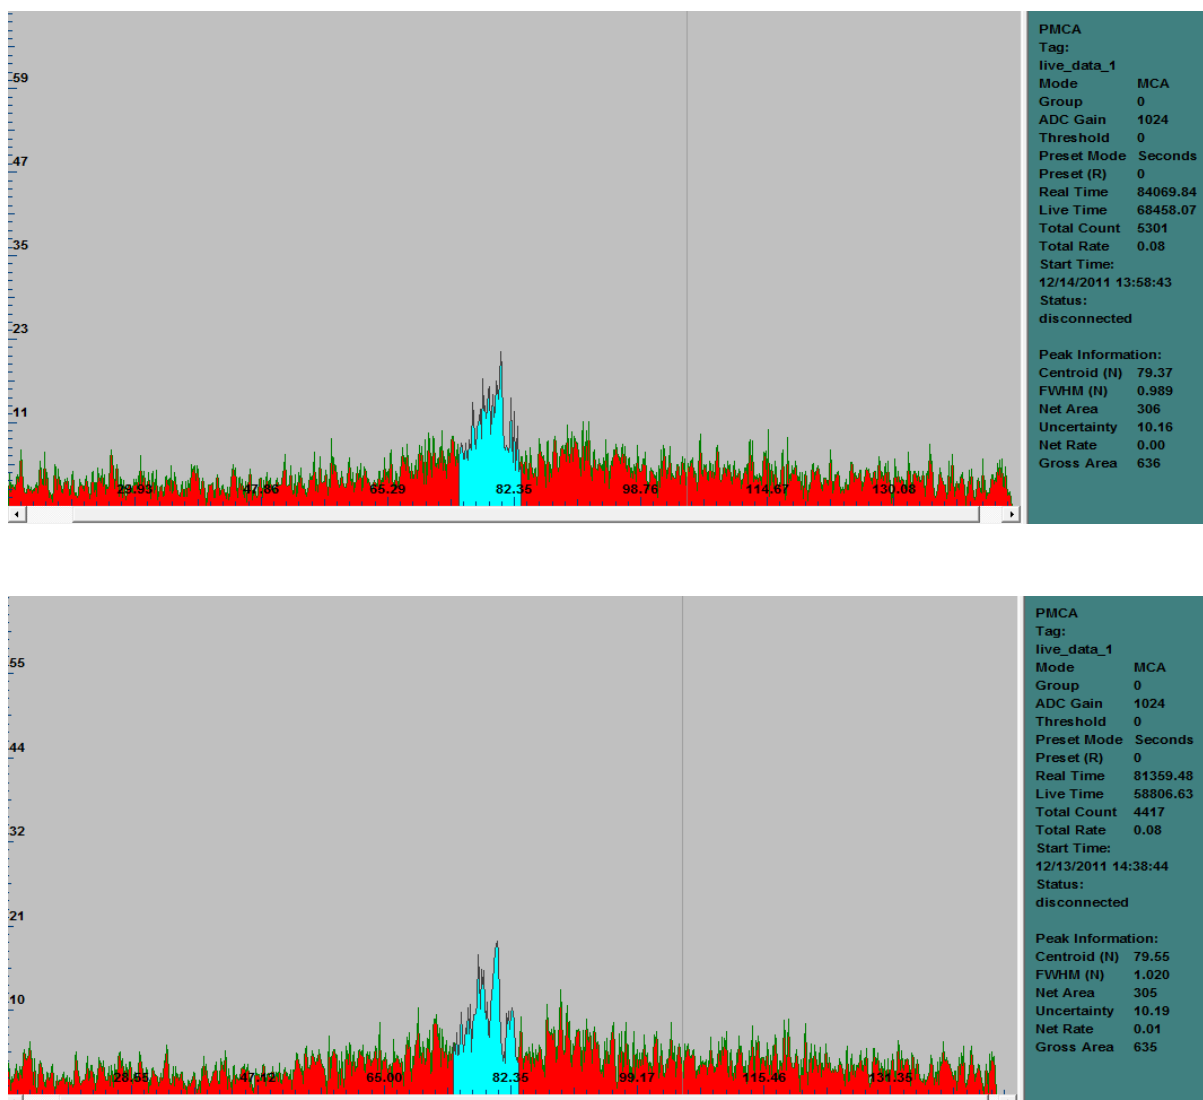 59
47
35
23
11
29.93 47.86 65.29 82.35 98.76 114.67 130.08
PMCA
Tag:
live_data_1
Mode MCA
Group 0
ADC Gain 1024
Threshold 0
Preset Mode Seconds
Preset (R) 0
Real Time 84069.84
Live Time 68458.07
Total Count 5301
Total Rate 0.08
Start Time:
12/14/2011 13:58:43
Status:
disconnected
Peak Information:
Centroid (N) 79.37
FWHM (N) 0.989
Net Area 306
Uncertainty 10.16
Net Rate 0.00
Gross Area 636
55
44
32
21
10
28.55 47.12 65.00 82.35 99.17 115.46 131.35
PMCA
Tag:
live_data_1
Mode MCA
Group 0
ADC Gain 1024
Threshold 0
Preset Mode Seconds
Preset (R) 0
Real Time 81359.48
Live Time 58806.63
Total Count 4417
Total Rate 0.08
Start Time:
12/13/2011 14:38:44
Status:
disconnected
Peak Information:
Centroid (N) 79.55
FWHM (N) 1.020
Net Area 305
Uncertainty 10.19
Net Rate 0.01
Gross Area 635